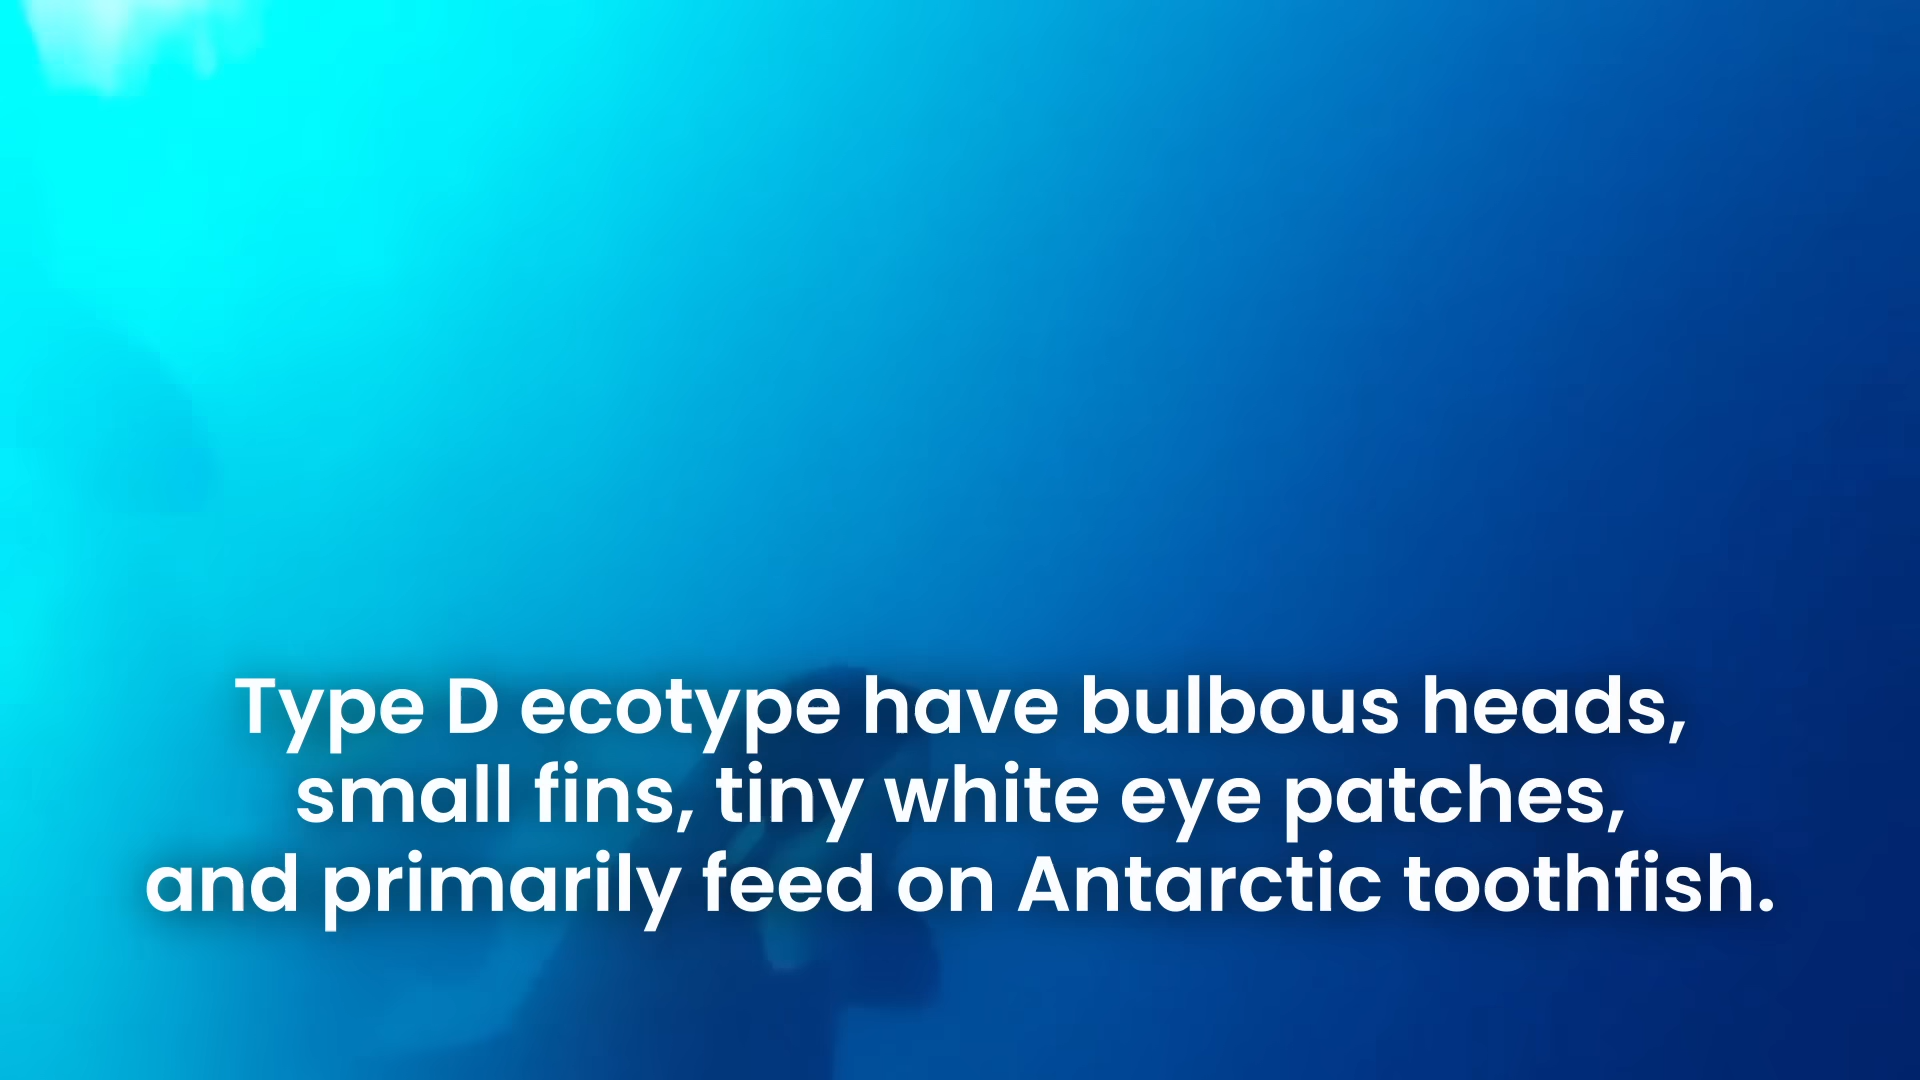 Type D ecotype have bulbous heads,
small fins, tiny white eye patches,
and primarily feed on Antarctic toothfish.